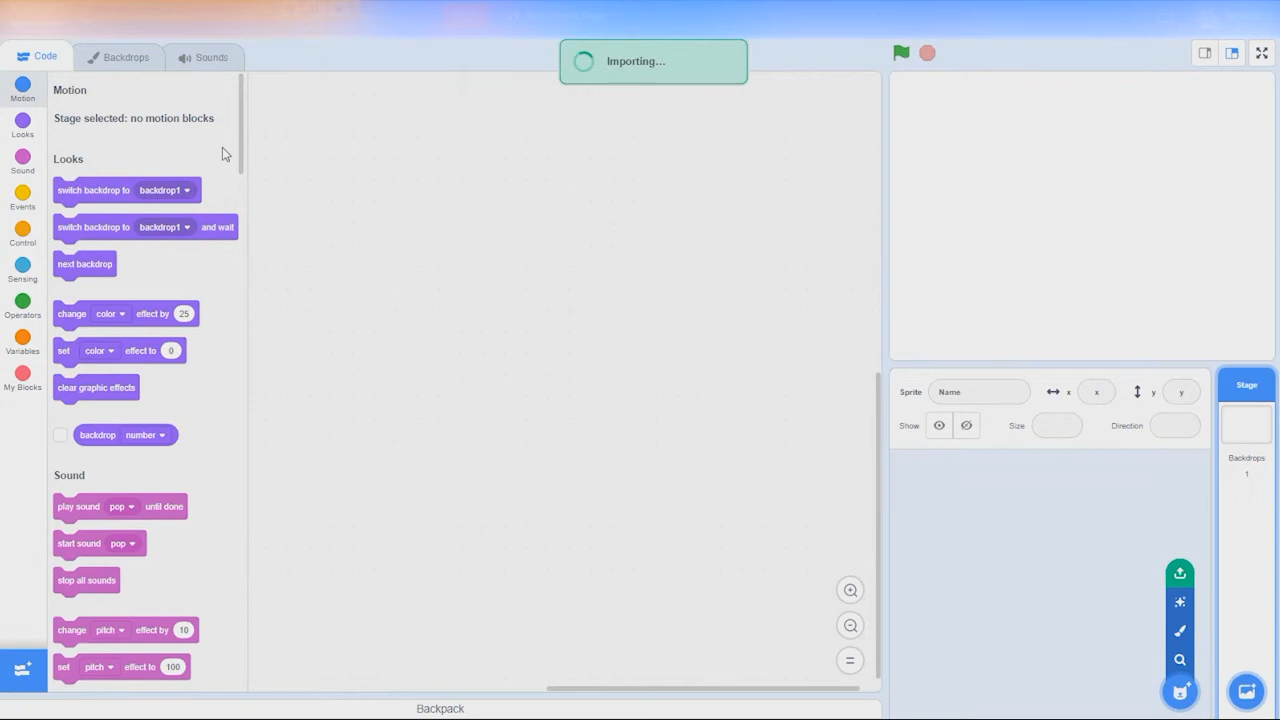 Code
Backdrops
Sounds
Importing...
Motion
Looks
Sound
Events
Control
Sensing
Operators
Variables
My Blocks
Motion
Stage selected: no motion blocks
Looks
switch backdrop to backdrop1
switch backdrop to backdrop1 and wait
next backdrop
change color effect by 25
set color effect to 0
clear graphic effects
backdrop number
Sound
play sound pop until done
start sound pop
stop all sounds
change pitch effect by 10
set pitch effect to 100
Backpack
Sprite Name x x y y
Show Size Direction
Stage
Backdrops
1